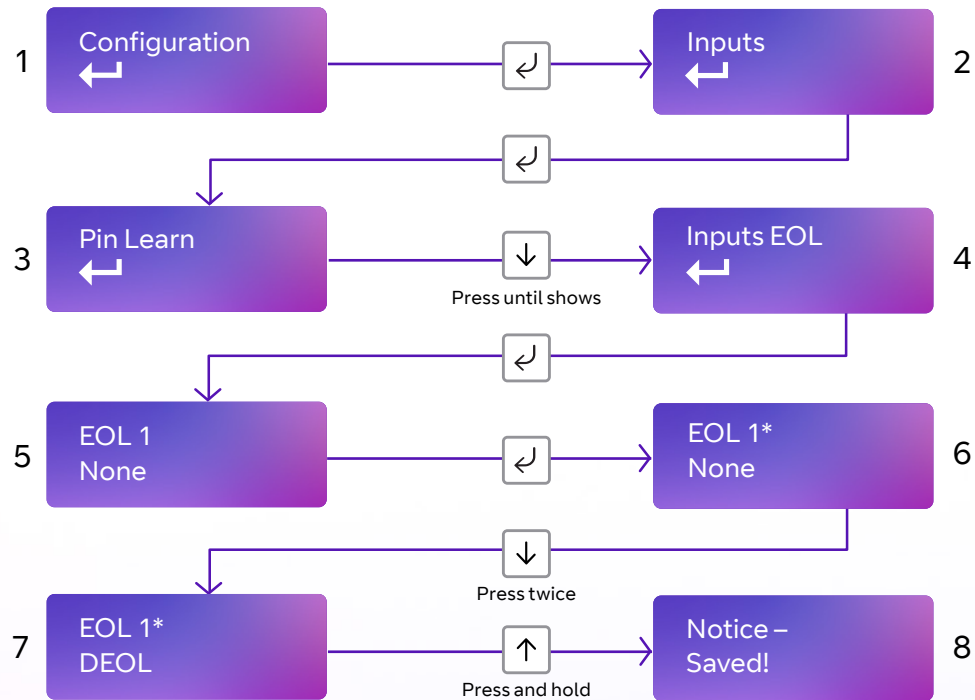 1
Configuration
Inputs
2
3
Pin Learn
Press until shows
Inputs EOL
4
5
EOL 1
None
EOL 1*
None
6
Press twice
7
EOL 1*
DEOL
Press and hold
Notice –
Saved!
8